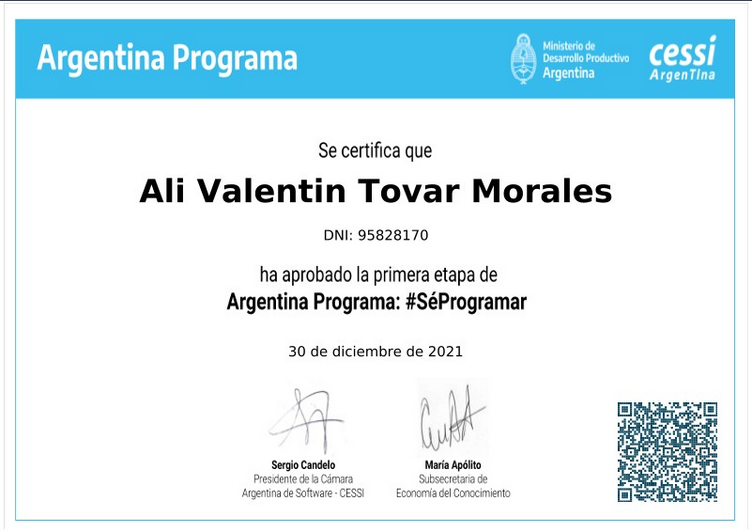 Argentina Programa
Ministerio de
Desarrollo Productivo
Argentina
cessi
ArgenTIna
Se certifica que
Ali Valentin Tovar Morales
DNI: 95828170
ha aprobado la primera etapa de
Argentina Programa: #SéProgramar
30 de diciembre de 2021
Sergio Candelo
Presidente de la Cámara
Argentina de Software - CESSI
María Apólito
Subsecretaria de
Economía del Conocimiento